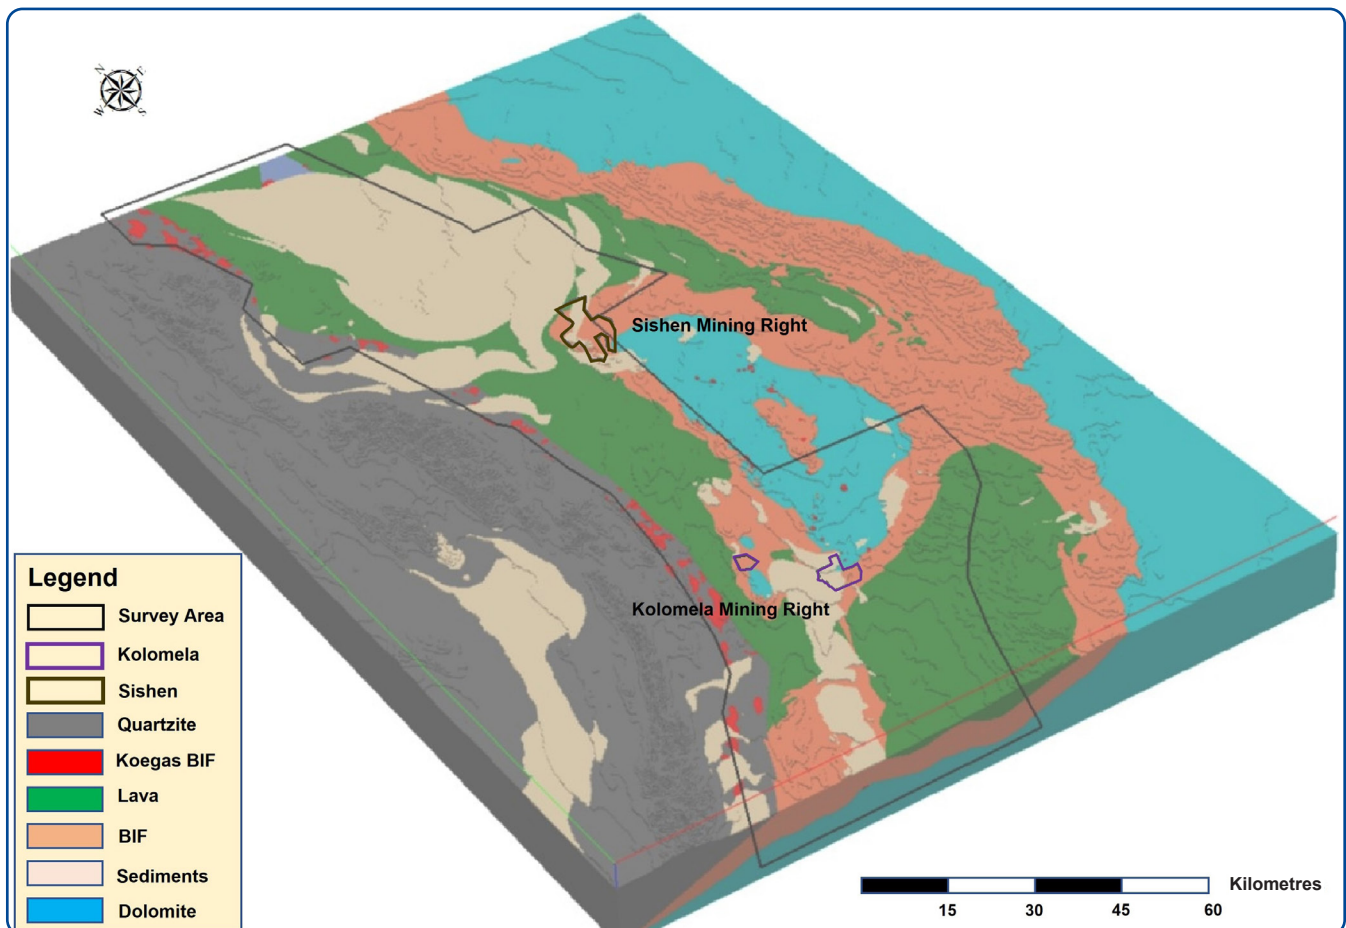 N
E
W
S
Sishen Mining Right
Kolomela Mining Right
Legend
Survey Area
Kolomela
Sishen
Quartzite
Koegas BIF
Lava
BIF
Sediments
Dolomite
Kilometres
15 30 45 60